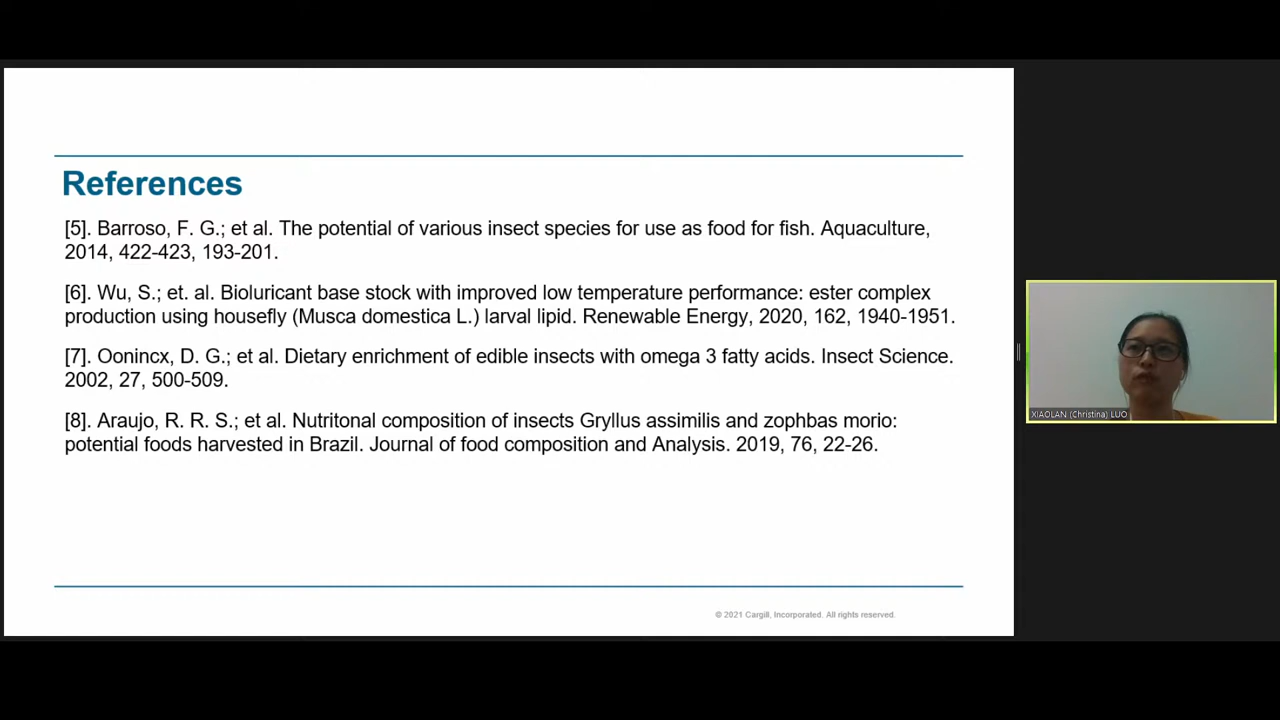 References
[5]. Barroso, F. G.; et al. The potential of various insect species for use as food for fish. Aquaculture,
2014, 422-423, 193-201.
[6]. Wu, S.; et. al. Bioluricant base stock with improved low temperature performance: ester complex
production using housefly (Musca domestica L.) larval lipid. Renewable Energy, 2020, 162, 1940-1951.
[7]. Oonincx, D. G.; et al. Dietary enrichment of edible insects with omega 3 fatty acids. Insect Science.
2002, 27, 500-509.
[8]. Araujo, R. R. S.; et al. Nutritonal composition of insects Gryllus assimilis and zophbas morio:
potential foods harvested in Brazil. Journal of food composition and Analysis. 2019, 76, 22-26.
© 2021 Cargill, Incorporated. All rights reserved.
XIAOLAN (Christina) LUO